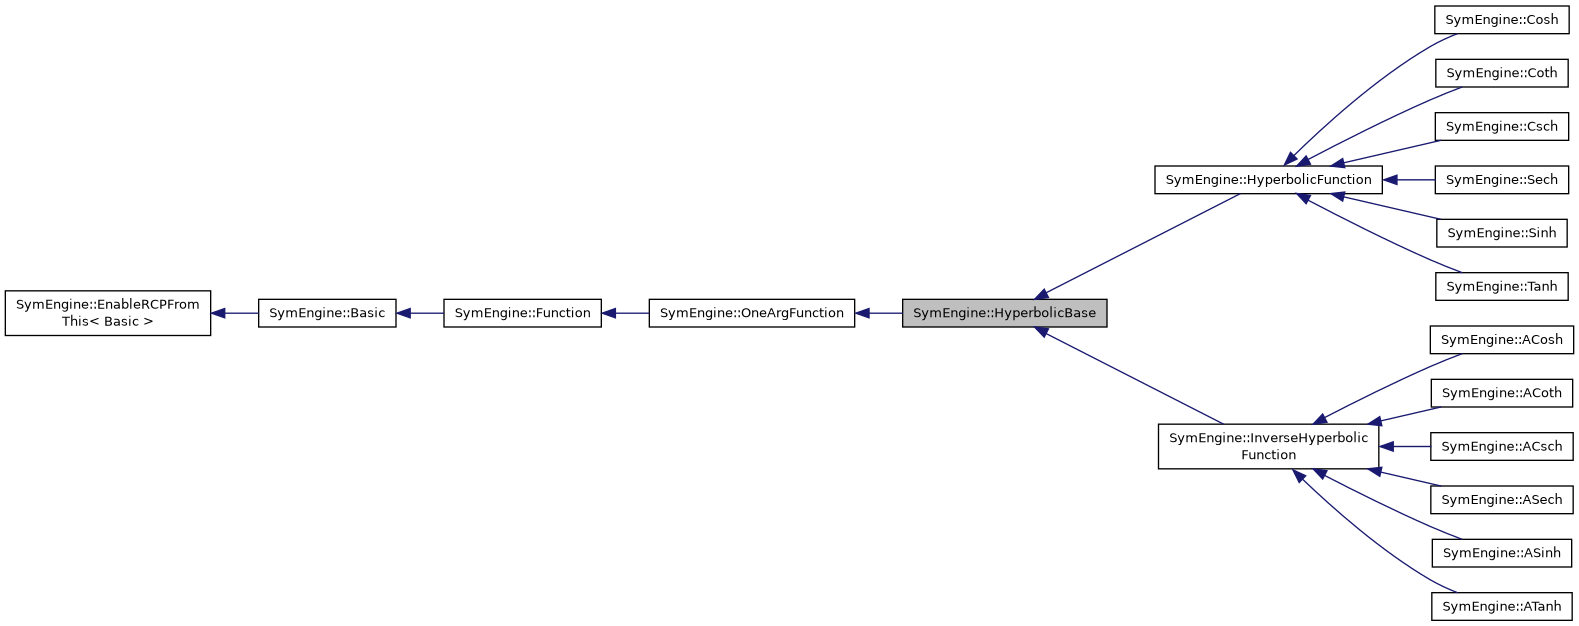 SymEngine::Cosh
SymEngine::Coth
SymEngine::Csch
SymEngine::HyperbolicFunction
SymEngine::Sech
SymEngine::Sinh
SymEngine::Tanh
SymEngine::EnableRCPFrom
This< Basic >
SymEngine::Basic
SymEngine::Function
SymEngine::OneArgFunction
SymEngine::HyperbolicBase
SymEngine::ACosh
SymEngine::ACoth
SymEngine::InverseHyperbolic
Function
SymEngine::ACsch
SymEngine::ASech
SymEngine::ASinh
SymEngine::ATanh